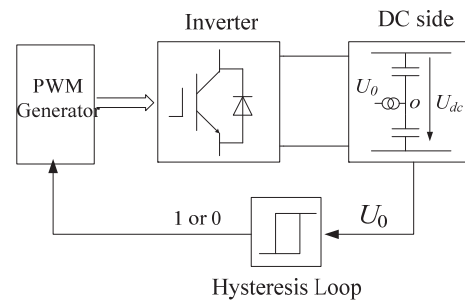 Inverter
DC side
PWM
Generator
U0
o
Udc
1 or 0
U0
Hysteresis Loop